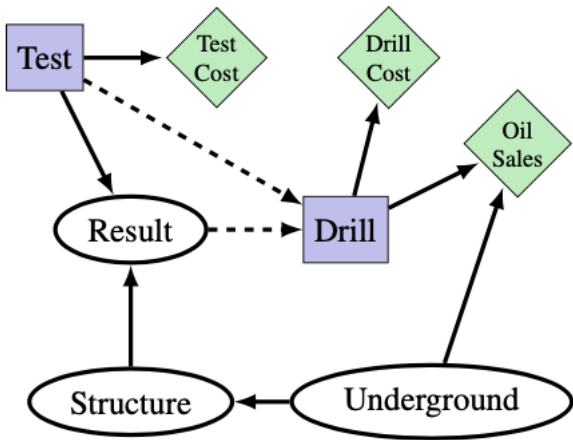 Test
Test
Cost
Drill
Cost
Oil
Sales
Result
Drill
Structure
Underground